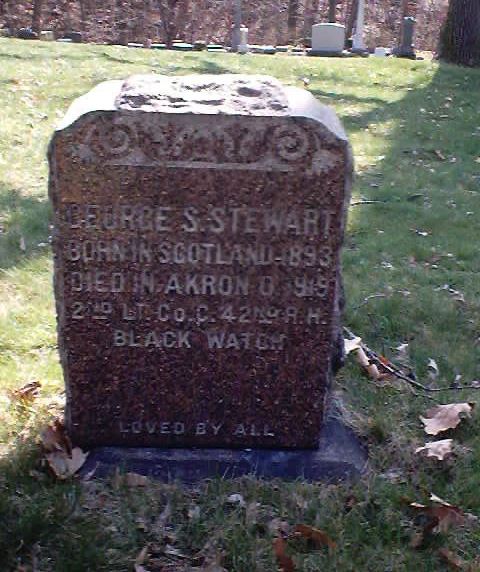 GEORGE S. STEWART
BORN IN SCOTLAND-1893
DIED IN AKRON O. 1919
2ND LT. CO. C. 42ND R.H.
BLACK WATCH
LOVED BY ALL